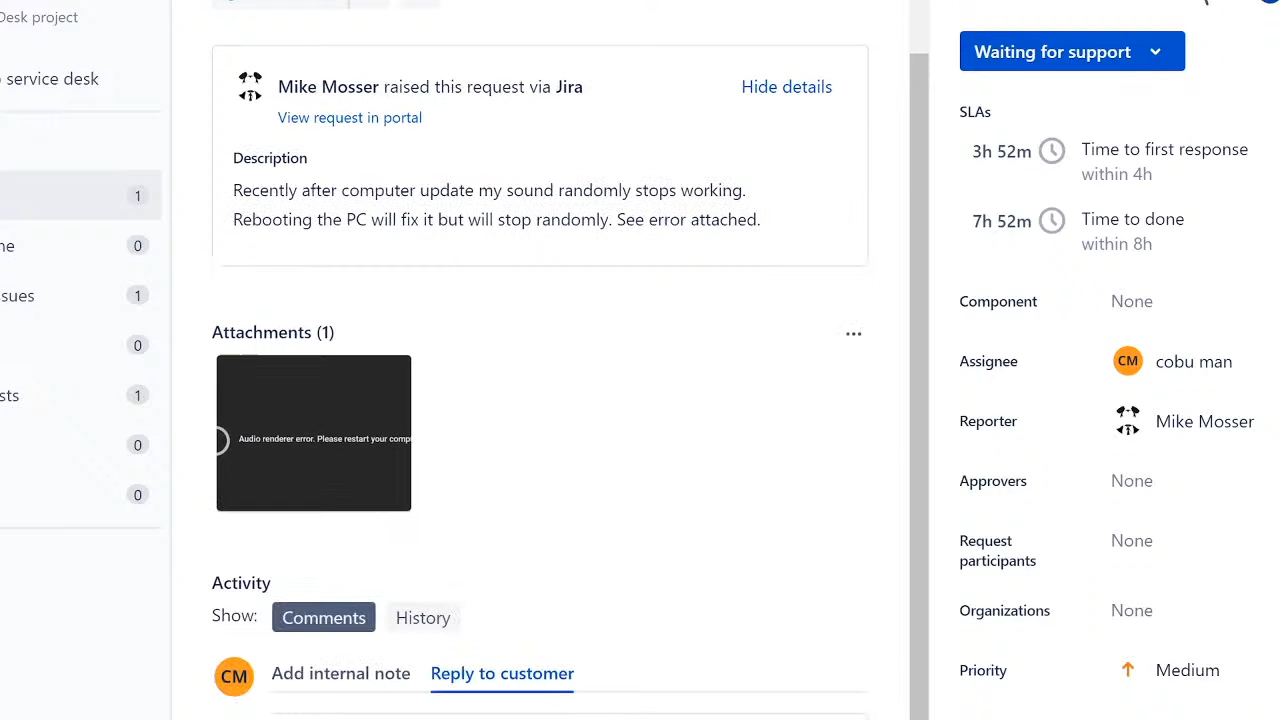 Desk project
service desk
1
0
1
0
1
0
0
Mike Mosser raised this request via Jira
Hide details
View request in portal
Description
Recently after computer update my sound randomly stops working.
Rebooting the PC will fix it but will stop randomly. See error attached.
Attachments (1)
Audio renderer error. Please restart your comp
Activity
Show: Comments History
CM Add internal note Reply to customer
Waiting for support
SLAs
3h 52m Time to first response
within 4h
7h 52m Time to done
within 8h
Component None
Assignee CM cobu man
Reporter Mike Mosser
Approvers None
Request
participants None
Organizations None
Priority Medium